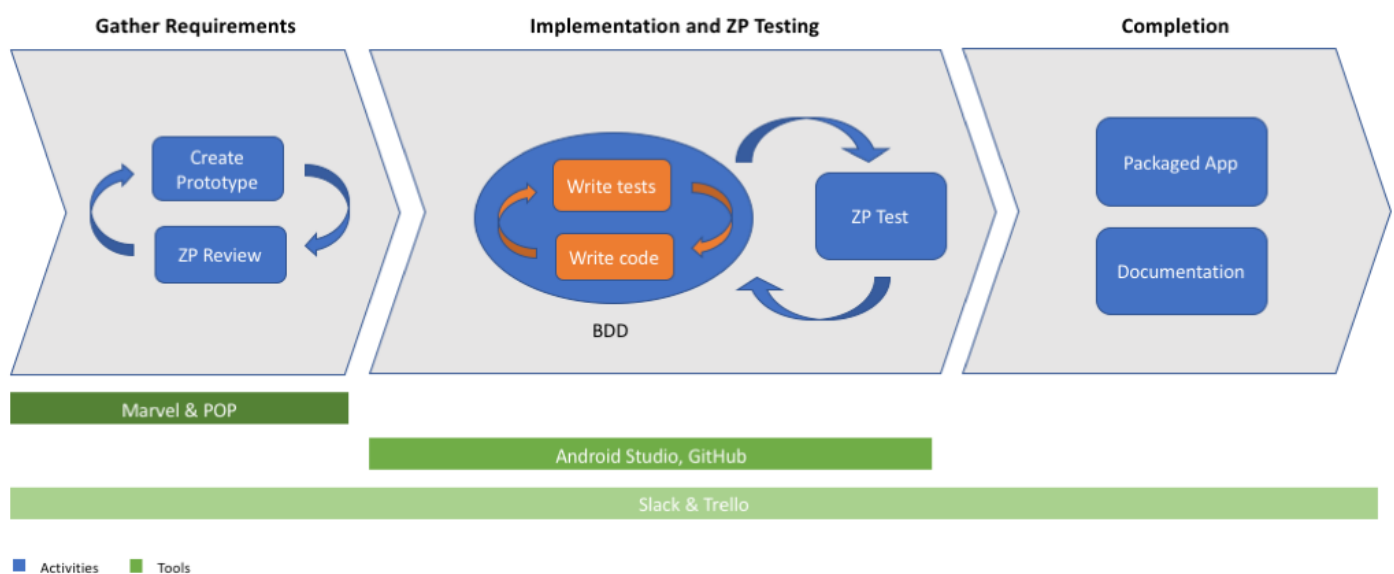 Gather Requirements
Implementation and ZP Testing
Completion
Create
Prototype
ZP Review
Write tests
Write code
BDD
ZP Test
Packaged App
Documentation
Marvel & POP
Android Studio, GitHub
Slack & Trello
Activities
Tools